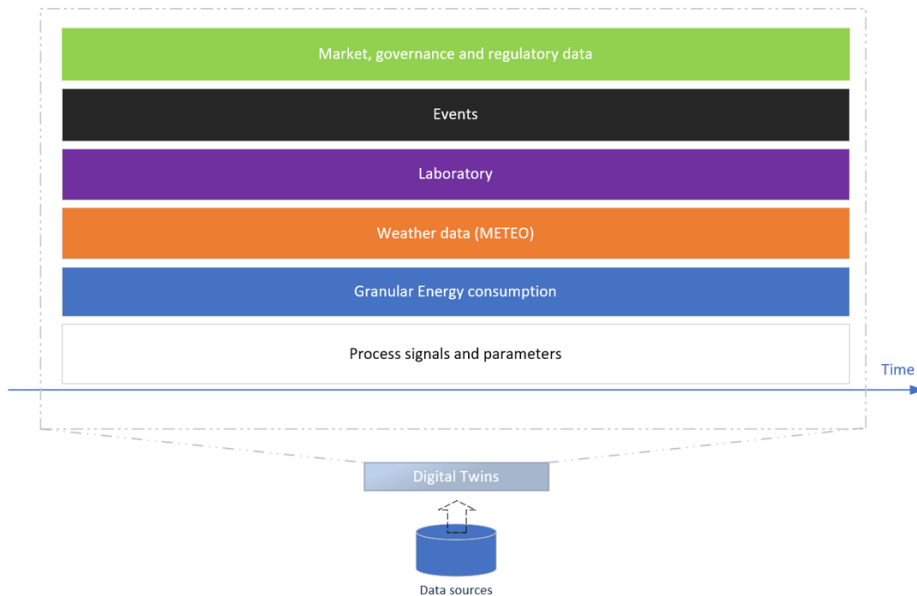 Market, governance and regulatory data
Events
Laboratory
Weather data (METEO)
Granular Energy consumption
Process signals and parameters
Time
Digital Twins
Data sources